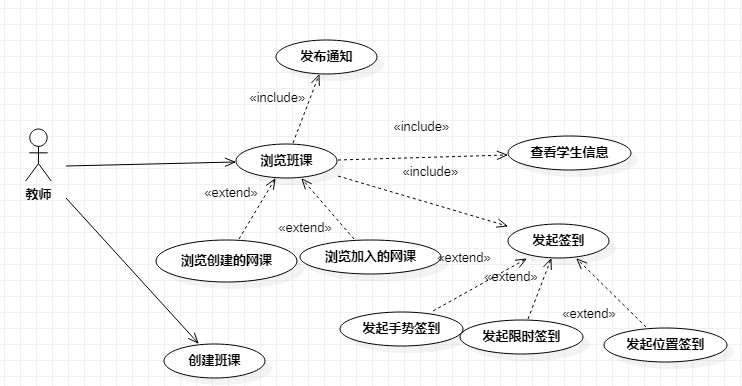 发布通知
«include»
«include»
浏览班课
查看学生信息
«include»
教师
«extend»
«extend»
发起签到
浏览创建的网课
浏览加入的网课
«extend»
«extend»
«extend»
发起手势签到
发起限时签到
发起位置签到
创建班课